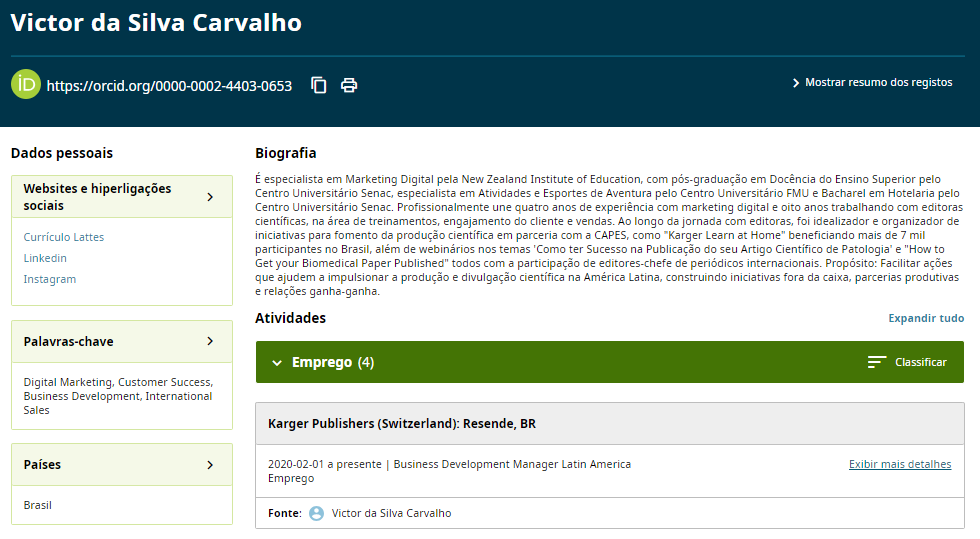 Victor da Silva Carvalho
iD https://orcid.org/0000-0002-4403-0653
Mostrar resumo dos registos
Dados pessoais
Websites e hiperligações
sociais
Currículo Lattes
Linkedin
Instagram
Palavras-chave
Digital Marketing, Customer Success,
Business Development, International
Sales
Países
Brasil
Biografia
É especialista em Marketing Digital pela New Zealand Institute of Education, com pós-graduação em Docência do Ensino Superior pelo
Centro Universitário Senac, especialista em Atividades e Esportes de Aventura pelo Centro Universitário FMU e Bacharel em Hotelaria pelo
Centro Universitário Senac. Profissionalmente une quatro anos de experiência com marketing digital e oito anos trabalhando com editoras
científicas, na área de treinamentos, engajamento do cliente e vendas. Ao longo da jornada com editoras, foi idealizador e organizador de
iniciativas para fomento da produção científica em parceria com a CAPES, como "Karger Learn at Home" beneficiando mais de 7 mil
participantes no Brasil, além de webinários nos temas 'Como ter Sucesso na Publicação do seu Artigo Científico de Patologia' e "How to
Get your Biomedical Paper Published" todos com a participação de editores-chefe de periódicos internacionais. Propósito: Facilitar ações
que ajudem a impulsionar a produção e divulgação científica na América Latina, construindo iniciativas fora da caixa, parcerias produtivas
e relações ganha-ganha.
Atividades
Expandir tudo
Emprego (4)
Classificar
Karger Publishers (Switzerland): Resende, BR
2020-02-01 a presente | Business Development Manager Latin America
Emprego
Exibir mais detalhes
Fonte: Victor da Silva Carvalho